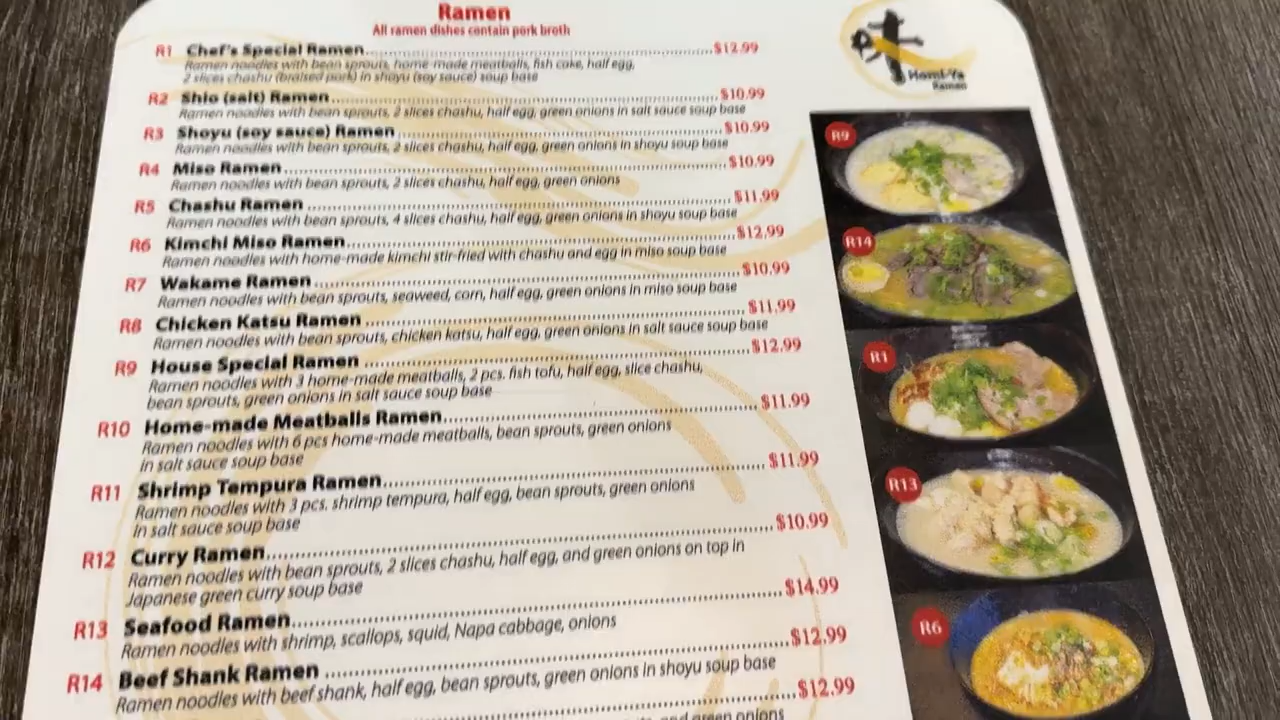 Ramen
All ramen dishes contain pork broth
R1 Chef's Special Ramen $12.99
Ramen noodles with bean sprouts, home-made meatballs, fish cake, half egg,
2 slices chashu (braised pork) in shoyu (soy sauce) soup base
R2 Shio (salt) Ramen $10.99
Ramen noodles with bean sprouts, 2 slices chashu, half egg, green onions in salt sauce soup base
R3 Shoyu (soy sauce) Ramen $10.99
Ramen noodles with bean sprouts, 2 slices chashu, half egg, green onions in shoyu soup base
R4 Miso Ramen $10.99
Ramen noodles with bean sprouts, 2 slices chashu, half egg, green onions
R5 Chashu Ramen $11.99
Ramen noodles with bean sprouts, 4 slices chashu, half egg, green onions in shoyu soup base
R6 Kimchi Miso Ramen $12.99
Ramen noodles with home-made kimchi stir-fried with chashu and egg in miso soup base
R7 Wakame Ramen $10.99
Ramen noodles with bean sprouts, seaweed, corn, half egg, green onions in miso soup base
R8 Chicken Katsu Ramen $11.99
Ramen noodles with bean sprouts, chicken katsu, half egg, green onions in salt sauce soup base
R9 House Special Ramen $12.99
Ramen noodles with 3 home-made meatballs, 2 pcs. fish tofu, half egg, slice chashu,
bean sprouts, green onions in salt sauce soup base
R10 Home-made Meatballs Ramen $11.99
Ramen noodles with 6 pcs home-made meatballs, bean sprouts, green onions
in salt sauce soup base
R11 Shrimp Tempura Ramen $11.99
Ramen noodles with 3 pcs. shrimp tempura, half egg, bean sprouts, green onions
in salt sauce soup base
R12 Curry Ramen $10.99
Ramen noodles with bean sprouts, 2 slices chashu, half egg, and green onions on top in
Japanese green curry soup base
R13 Seafood Ramen $14.99
Ramen noodles with shrimp, scallops, squid, Napa cabbage, onions
R14 Beef Shank Ramen $12.99
Ramen noodles with beef shank, half egg, bean sprouts, green onions in shoyu soup base
$12.99
and green onions
Homi-Ya
Ramen
R9
R14
R1
R13
R6